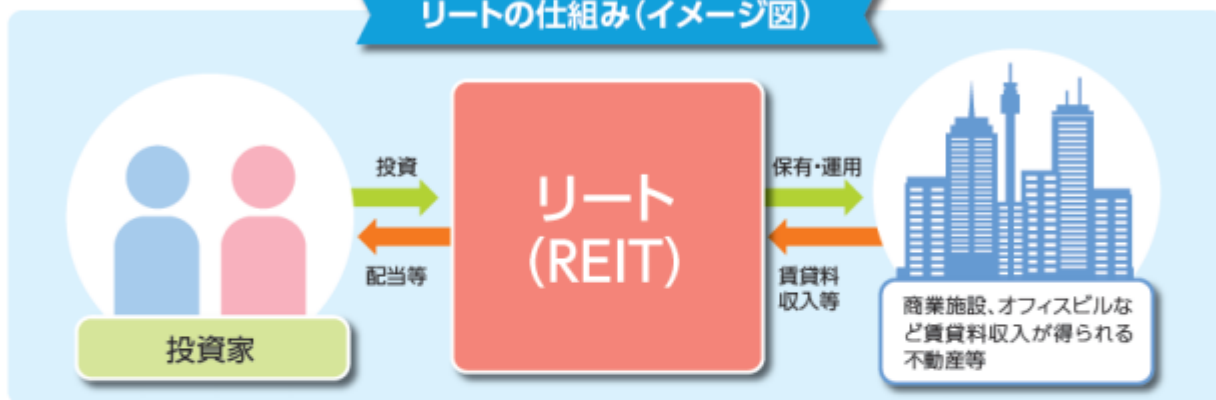 リートの仕組み(イメージ図)
投資
配当等
投資家
リート
(REIT)
保有・運用
賃貸料
収入等
商業施設、オフィスビルな
ど賃貸料収入が得られる
不動産等